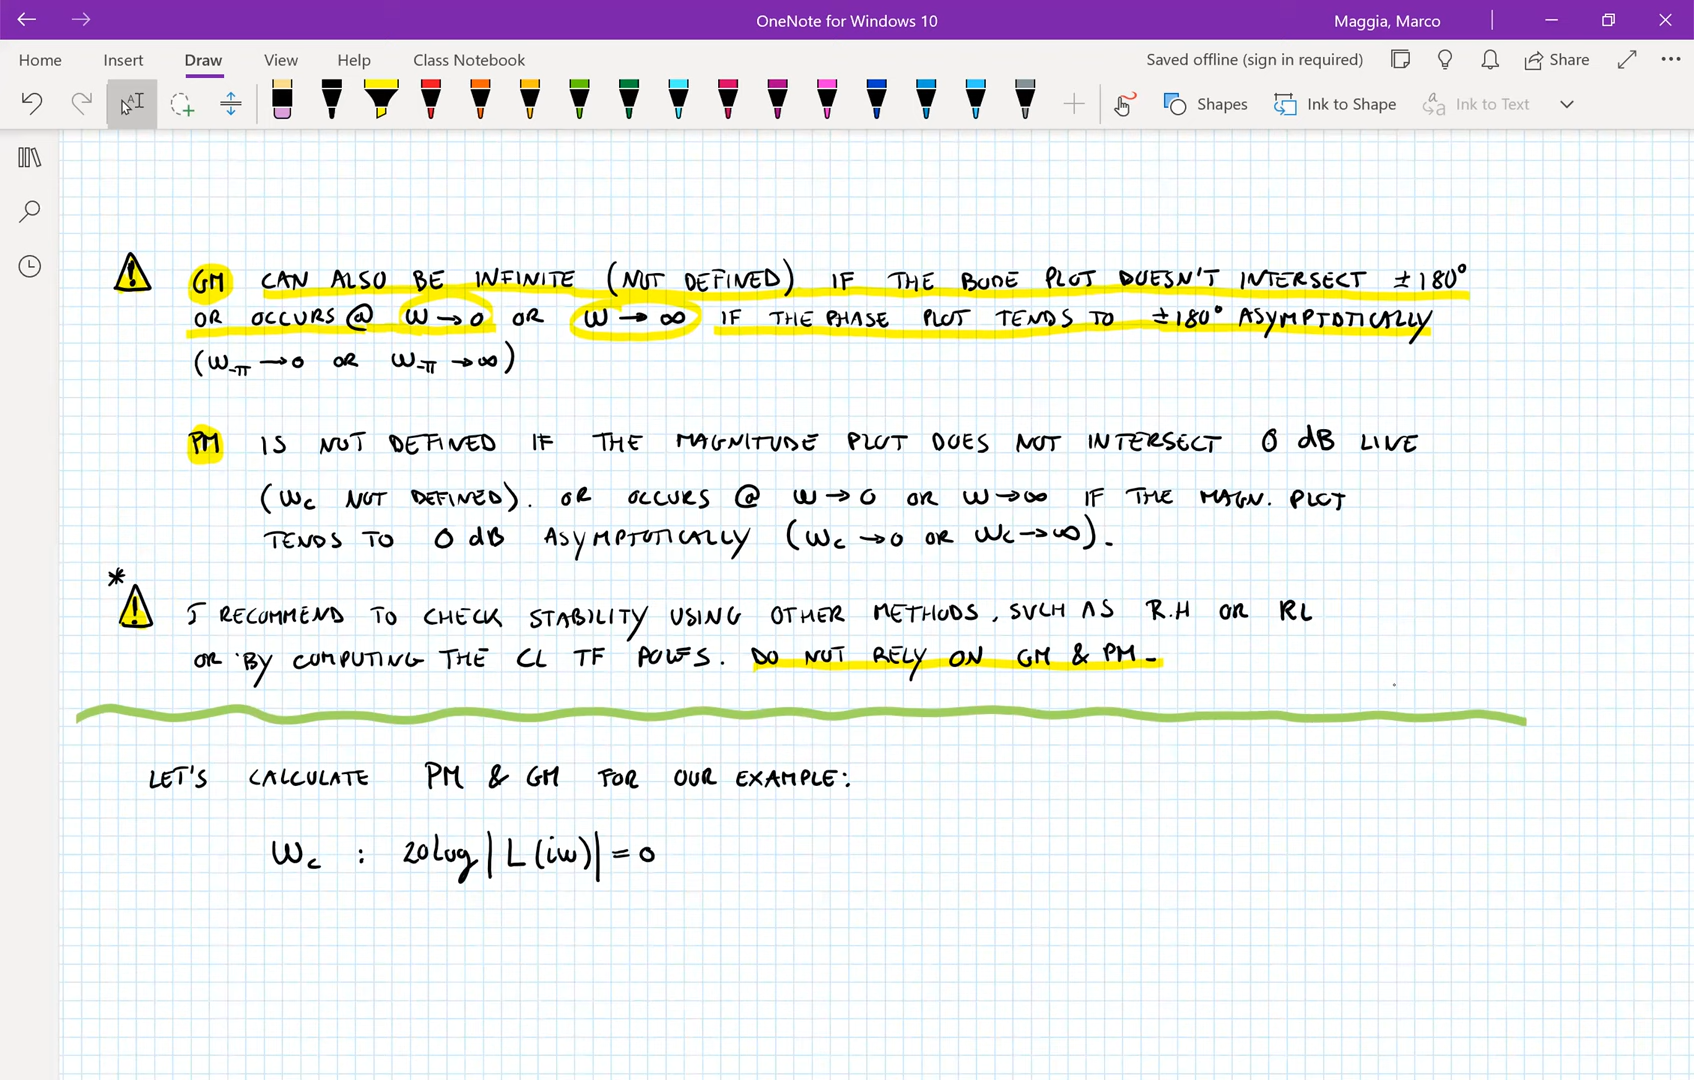 OneNote for Windows 10
Maggia, Marco
Home Insert Draw View Help Class Notebook
Saved offline (sign in required) Share
Shapes Ink to Shape Ink to Text
GM CAN ALSO BE INFINITE (NOT DEFINED) IF THE BODE PLOT DOESN'T INTERSECT ±180°
OR OCCURS @ ω→0 OR ω→∞ IF THE PHASE PLOT TENDS TO ±180° ASYMPTOTICALLY
(ω-π→0 OR ω-π→∞)
PM IS NOT DEFINED IF THE MAGNITUDE PLOT DOES NOT INTERSECT 0 dB LINE
(ωc NOT DEFINED). OR OCCURS @ ω→0 OR ω→∞ IF THE MAGN. PLOT
TENDS TO 0 dB ASYMPTOTICALLY (ωc→0 OR ωc→∞).
*
I RECOMMEND TO CHECK STABILITY USING OTHER METHODS, SUCH AS R.H OR RL
OR BY COMPUTING THE CL TF POLES. DO NOT RELY ON GM & PM.
LET'S CALCULATE PM & GM FOR OUR EXAMPLE:
ωc : 20Log|L(iω)|=0